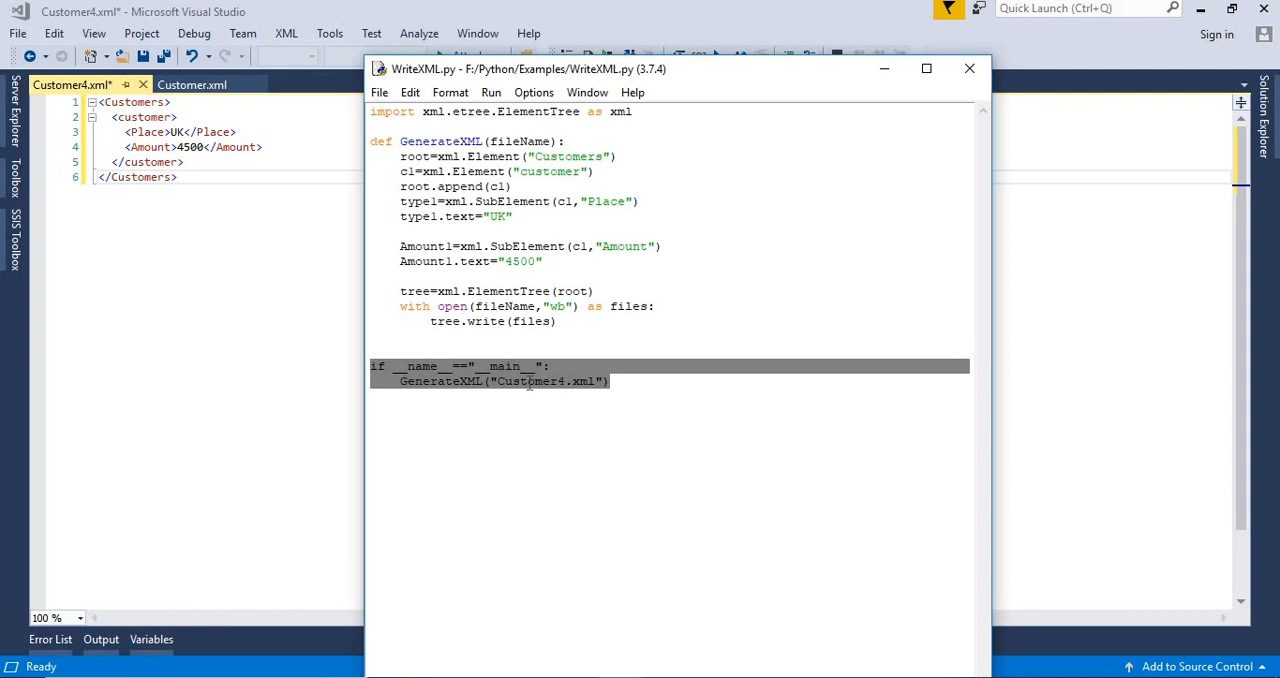 Customer4.xml* - Microsoft Visual Studio
Quick Launch (Ctrl+Q)
File Edit View Project Debug Team XML Tools Test Analyze Window Help
Sign in
Customer4.xml* Customer.xml
Server Explorer
Toolbox
SSIS Toolbox
Solution Explorer
1 <Customers>
2 <customer>
3 <Place>UK</Place>
4 <Amount>4500</Amount>
5 </customer>
6 </Customers>
WriteXML.py - F:/Python/Examples/WriteXML.py (3.7.4)
File Edit Format Run Options Window Help
import xml.etree.ElementTree as xml
def GenerateXML(fileName):
root=xml.Element("Customers")
c1=xml.Element("customer")
root.append(c1)
type1=xml.SubElement(c1,"Place")
type1.text="UK"
Amount1=xml.SubElement(c1,"Amount")
Amount1.text="4500"
tree=xml.ElementTree(root)
with open(fileName,"wb") as files:
tree.write(files)
if __name__=="__main__":
GenerateXML("Customer4.xml")
100 %
Error List Output Variables
Ready
Add to Source Control